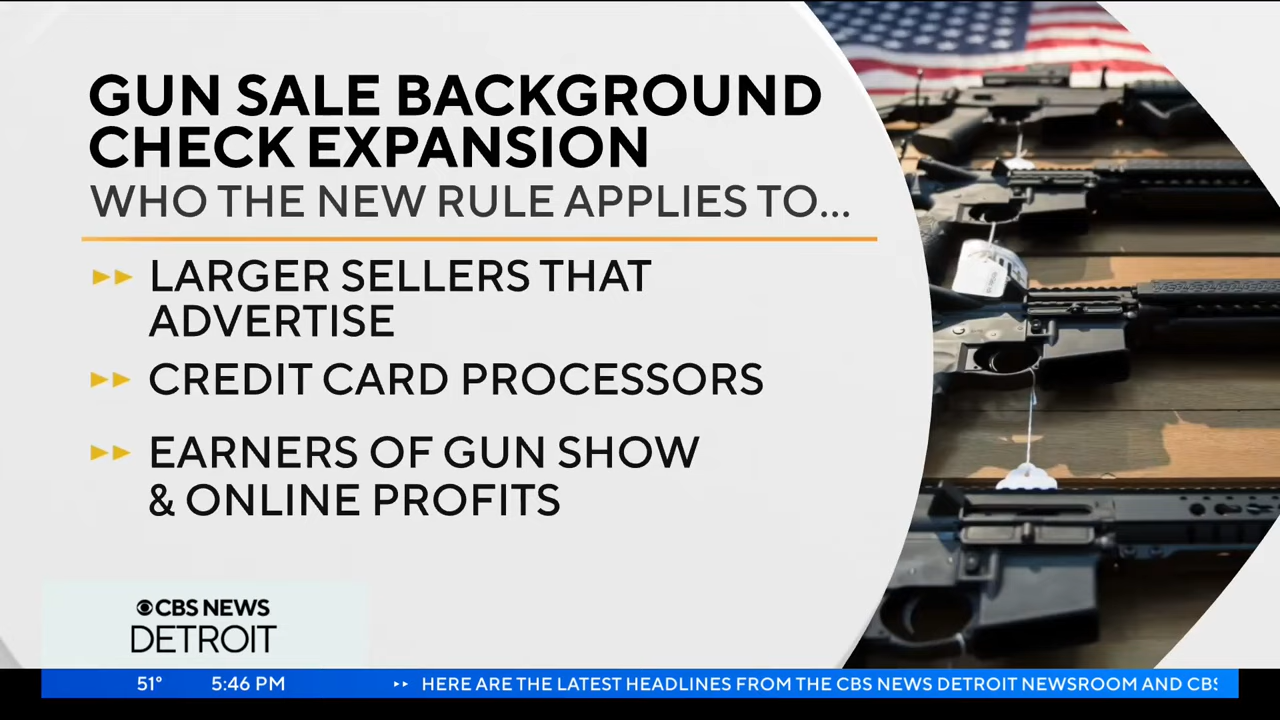 GUN SALE BACKGROUND
CHECK EXPANSION
WHO THE NEW RULE APPLIES TO...
LARGER SELLERS THAT
ADVERTISE
CREDIT CARD PROCESSORS
EARNERS OF GUN SHOW
& ONLINE PROFITS
CBS NEWS
DETROIT
51° 5:46 PM HERE ARE THE LATEST HEADLINES FROM THE CBS NEWS DETROIT NEWSROOM AND CBS